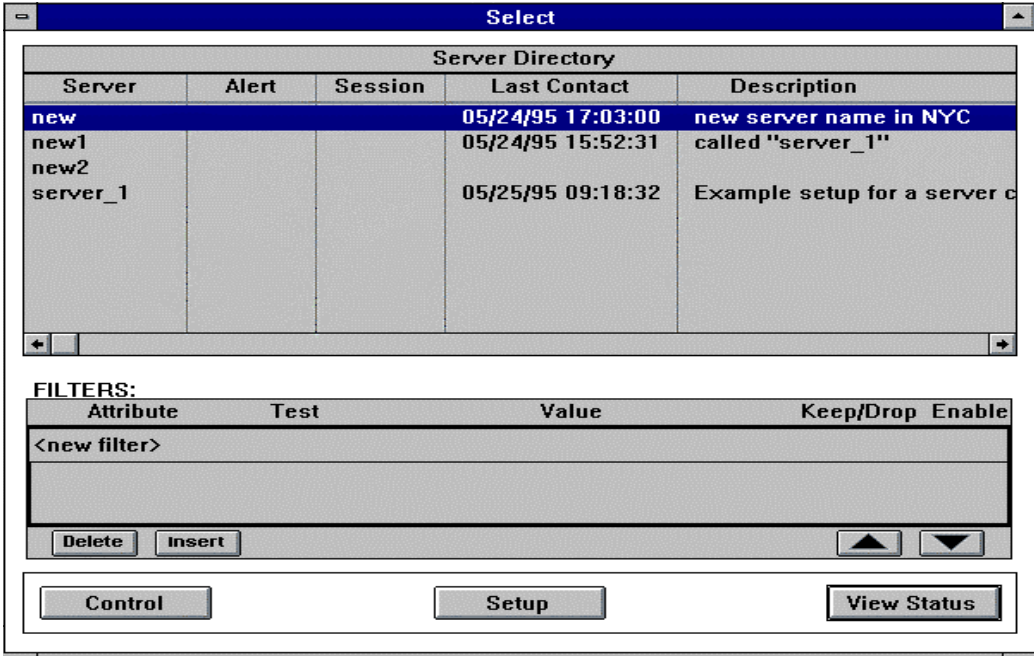 Select
Server Directory
Server Alert Session Last Contact Description
new 05/24/95 17:03:00 new server name in NYC
new1 05/24/95 15:52:31 called "server_1"
new2
server_1 05/25/95 09:18:32 Example setup for a server c
FILTERS:
Attribute Test Value Keep/Drop Enable
<new filter>
Delete Insert
Control Setup View Status